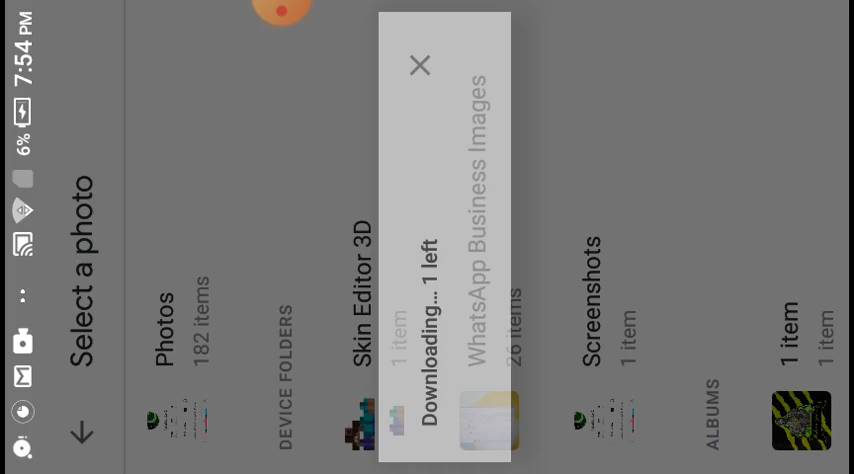 6% 7:54 PM
Select a photo
Photos
182 items
DEVICE FOLDERS
Skin Editor 3D
1 item
Downloading... 1 left
WhatsApp Business Images
26 items
Screenshots
1 item
ALBUMS
1 item
1 item